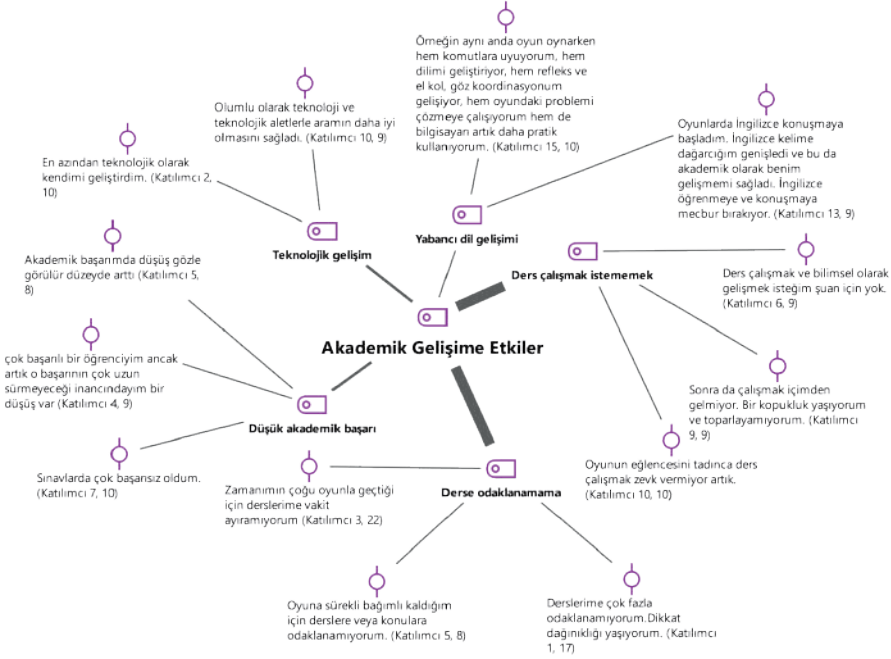 Örneğin aynı anda oyun oynarken
hem komutlara uyuyorum, hem
dilimi geliştiriyor, hem refleks ve
el kol, göz koordinasyonum
gelişiyor, hem oyundaki problemi
çözmeye çalışıyorum hem de
bilgisayarı artık daha pratik
kullanıyorum. (Katılımcı 15, 10)
Olumlu olarak teknoloji ve
teknolojik aletlerle aramın daha iyi
olmasını sağladı. (Katılımcı 10, 9)
Oyunlarda İngilizce konuşmaya
başladım. İngilizce kelime
dağarcığım genişledi ve bu da
akademik olarak benim
gelişmemi sağladı. İngilizce
öğrenmeye ve konuşmaya
mecbur bırakıyor. (Katılımcı 13, 9)
En azından teknolojik olarak
kendimi geliştirdim. (Katılımcı 2,
10)
Teknolojik gelişim
Yabancı dil gelişimi
Ders çalışmak istememek
Akademik başarımda düşüş gözle
görülür düzeyde arttı (Katılımcı 5,
8)
Ders çalışmak ve bilimsel olarak
gelişmek isteğim şuan için yok.
(Katılımcı 6, 9)
Akademik Gelişime Etkiler
çok başarılı bir öğrenciyim ancak
artık o başarının çok uzun
sürmeyeceği inancındayım bir
düşüş var (Katılımcı 4, 9)
Sonra da çalışmak içimden
gelmiyor. Bir kopukluk yaşıyorum
ve toparlayamıyorum. (Katılımcı
9, 9)
Düşük akademik başarı
Sınavlarda çok başarısız oldum.
(Katılımcı 7, 10)
Zamanımın çoğu oyunla geçtiği
için derslerime vakit
ayıramıyorum (Katılımcı 3, 22)
Derse odaklanamama
Oyunun eğlencesini tadınca ders
çalışmak zevk vermiyor artık.
(Katılımcı 10, 10)
Oyuna sürekli bağımlı kaldığım
için derslere veya konulara
odaklanamıyorum. (Katılımcı 5, 8)
Derslerime çok fazla
odaklanamıyorum.Dikkat
dağınıklığı yaşıyorum. (Katılımcı
1, 17)